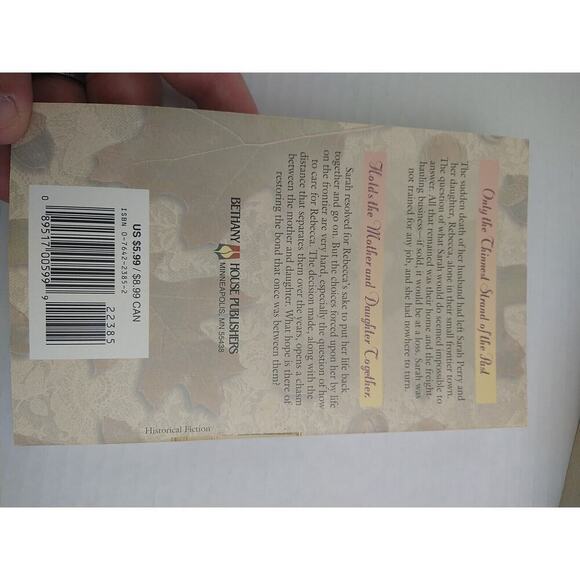 Only the Thinnest Strand of the Past
The sudden death of her husband had left Sarah Perry and
her daughter, Rebecca, alone in their small frontier town.
The question of what Sarah would do seemed impossible to
answer. All that remained was their home and the freight-
hauling business—if sold, it would be at a loss. Sarah was
not trained for any job, and she had nowhere to turn.
Holds the Mother and Daughter Together.
Sarah resolved for Rebecca's sake to put her life back
together and go on. But the choices forced upon her by life
on the frontier are very hard, especially the question of how
to care for Rebecca. The decision made, along with the
distance that separates them over the years, opens a chasm
between the mother and daughter. What hope is there of
restoring the bond that once was between them?
BETHANY HOUSE PUBLISHERS
MINNEAPOLIS, MN 55438
Historical Fiction
US $5.99 / $8.99 CAN
22385
0 89517 00599 9
ISBN 0-7642-2385-2